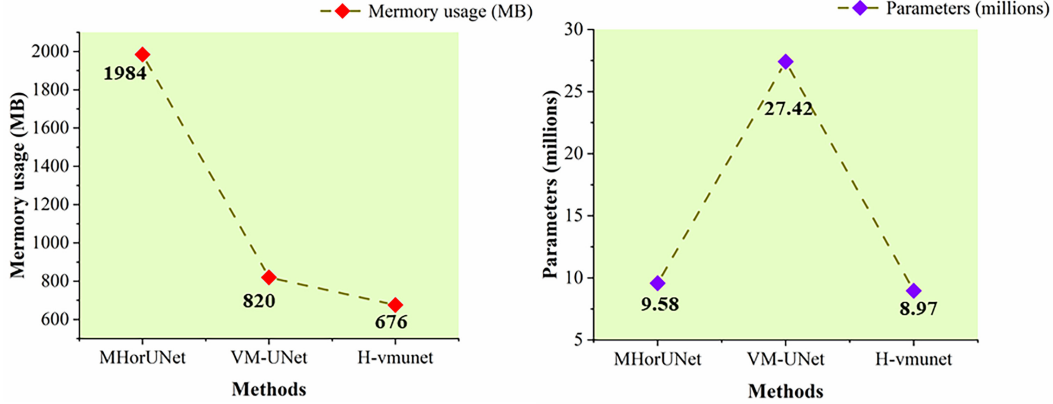 Mermory usage (MB)
2000
1800
1600
1400
1200
1000
800
600
Mermory usage (MB)
1984
820
676
MHorUNet VM-UNet H-vmunet
Methods
Parameters (millions)
30
25
20
15
10
5
Parameters (millions)
27.42
9.58
8.97
MHorUNet VM-UNet H-vmunet
Methods